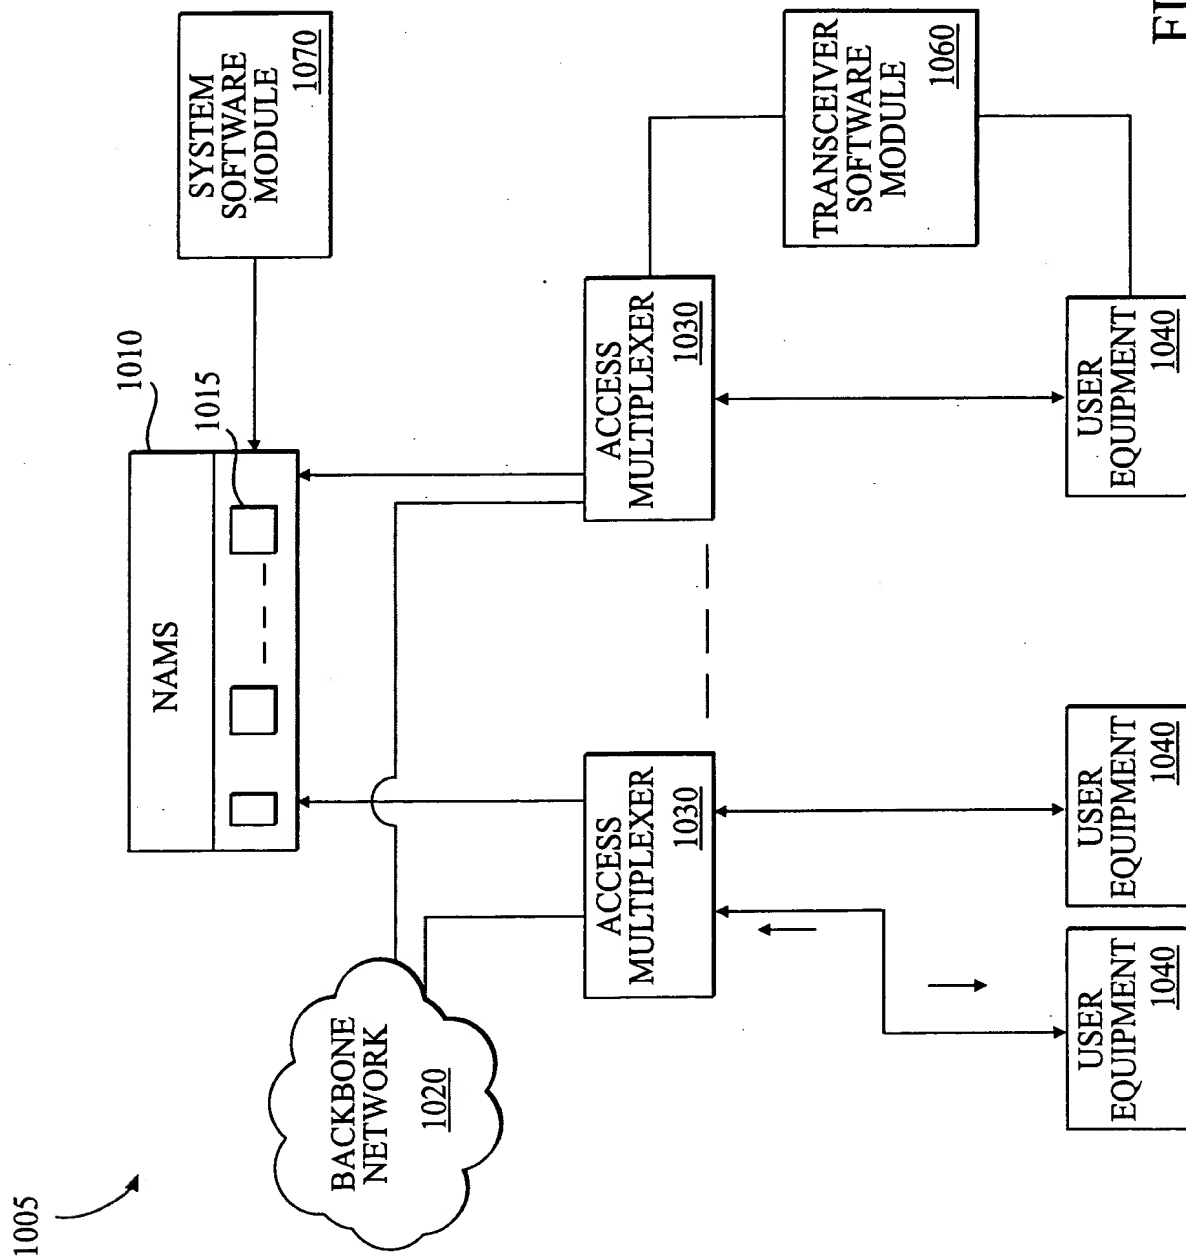 1005
1010
NAMS
1015
SYSTEM
SOFTWARE
MODULE
1070
BACKBONE
NETWORK
1020
ACCESS
MULTIPLEXER
1030
ACCESS
MULTIPLEXER
1030
TRANSCEIVER
SOFTWARE
MODULE
1060
USER
EQUIPMENT
1040
USER
EQUIPMENT
1040
USER
EQUIPMENT
1040